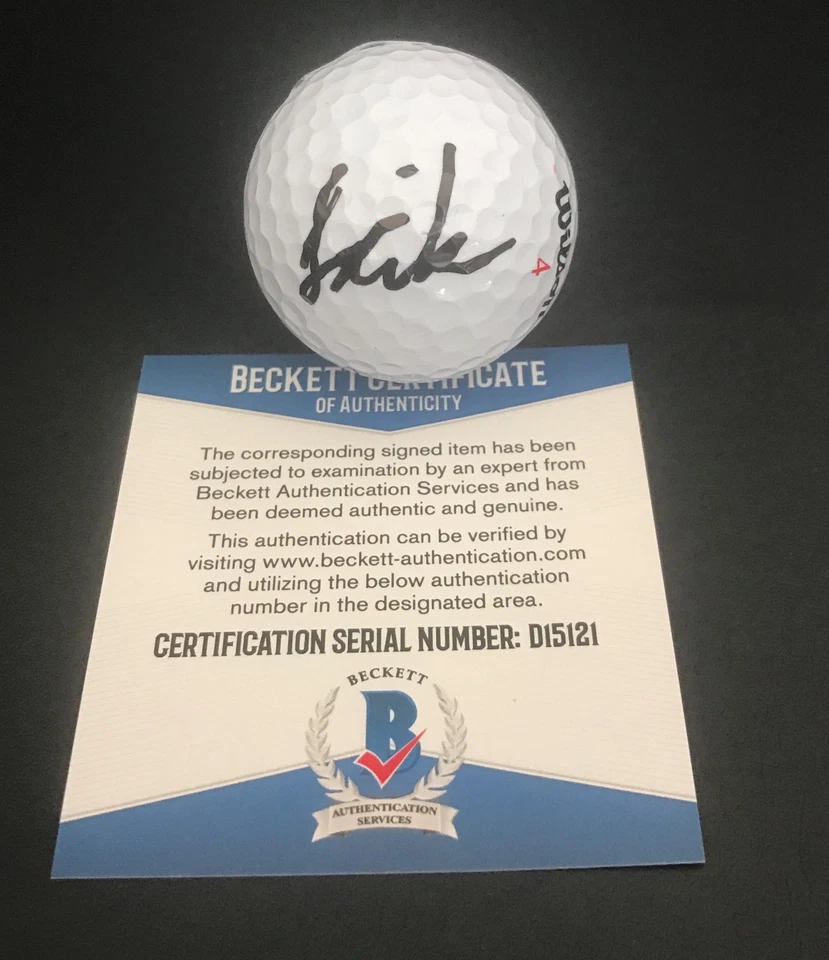 Wilson
4
BECKETT CERTIFICATE
OF AUTHENTICITY
The corresponding signed item has been
subjected to examination by an expert from
Beckett Authentication Services and has
been deemed authentic and genuine.
This authentication can be verified by
visiting www.beckett-authentication.com
and utilizing the below authentication
number in the designated area.
CERTIFICATION SERIAL NUMBER: D15121
BECKETT
B
AUTHENTICATION
SERVICES